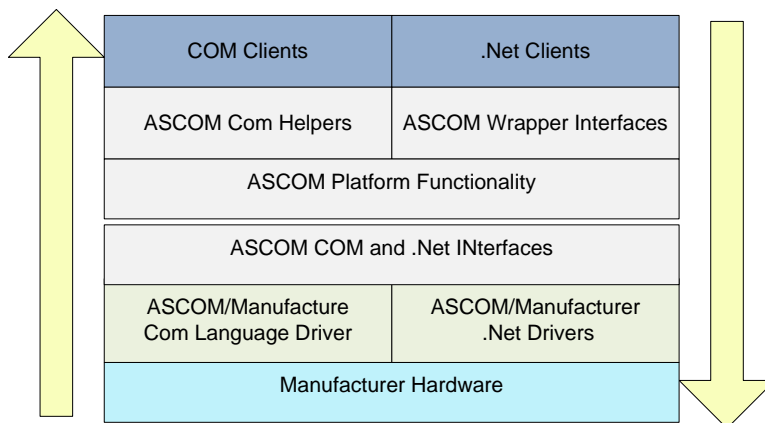 COM Clients
.Net Clients
ASCOM Com Helpers
ASCOM Wrapper Interfaces
ASCOM Platform Functionality
ASCOM COM and .Net INterfaces
ASCOM/Manufacture
Com Language Driver
ASCOM/Manufacturer
.Net Drivers
Manufacturer Hardware